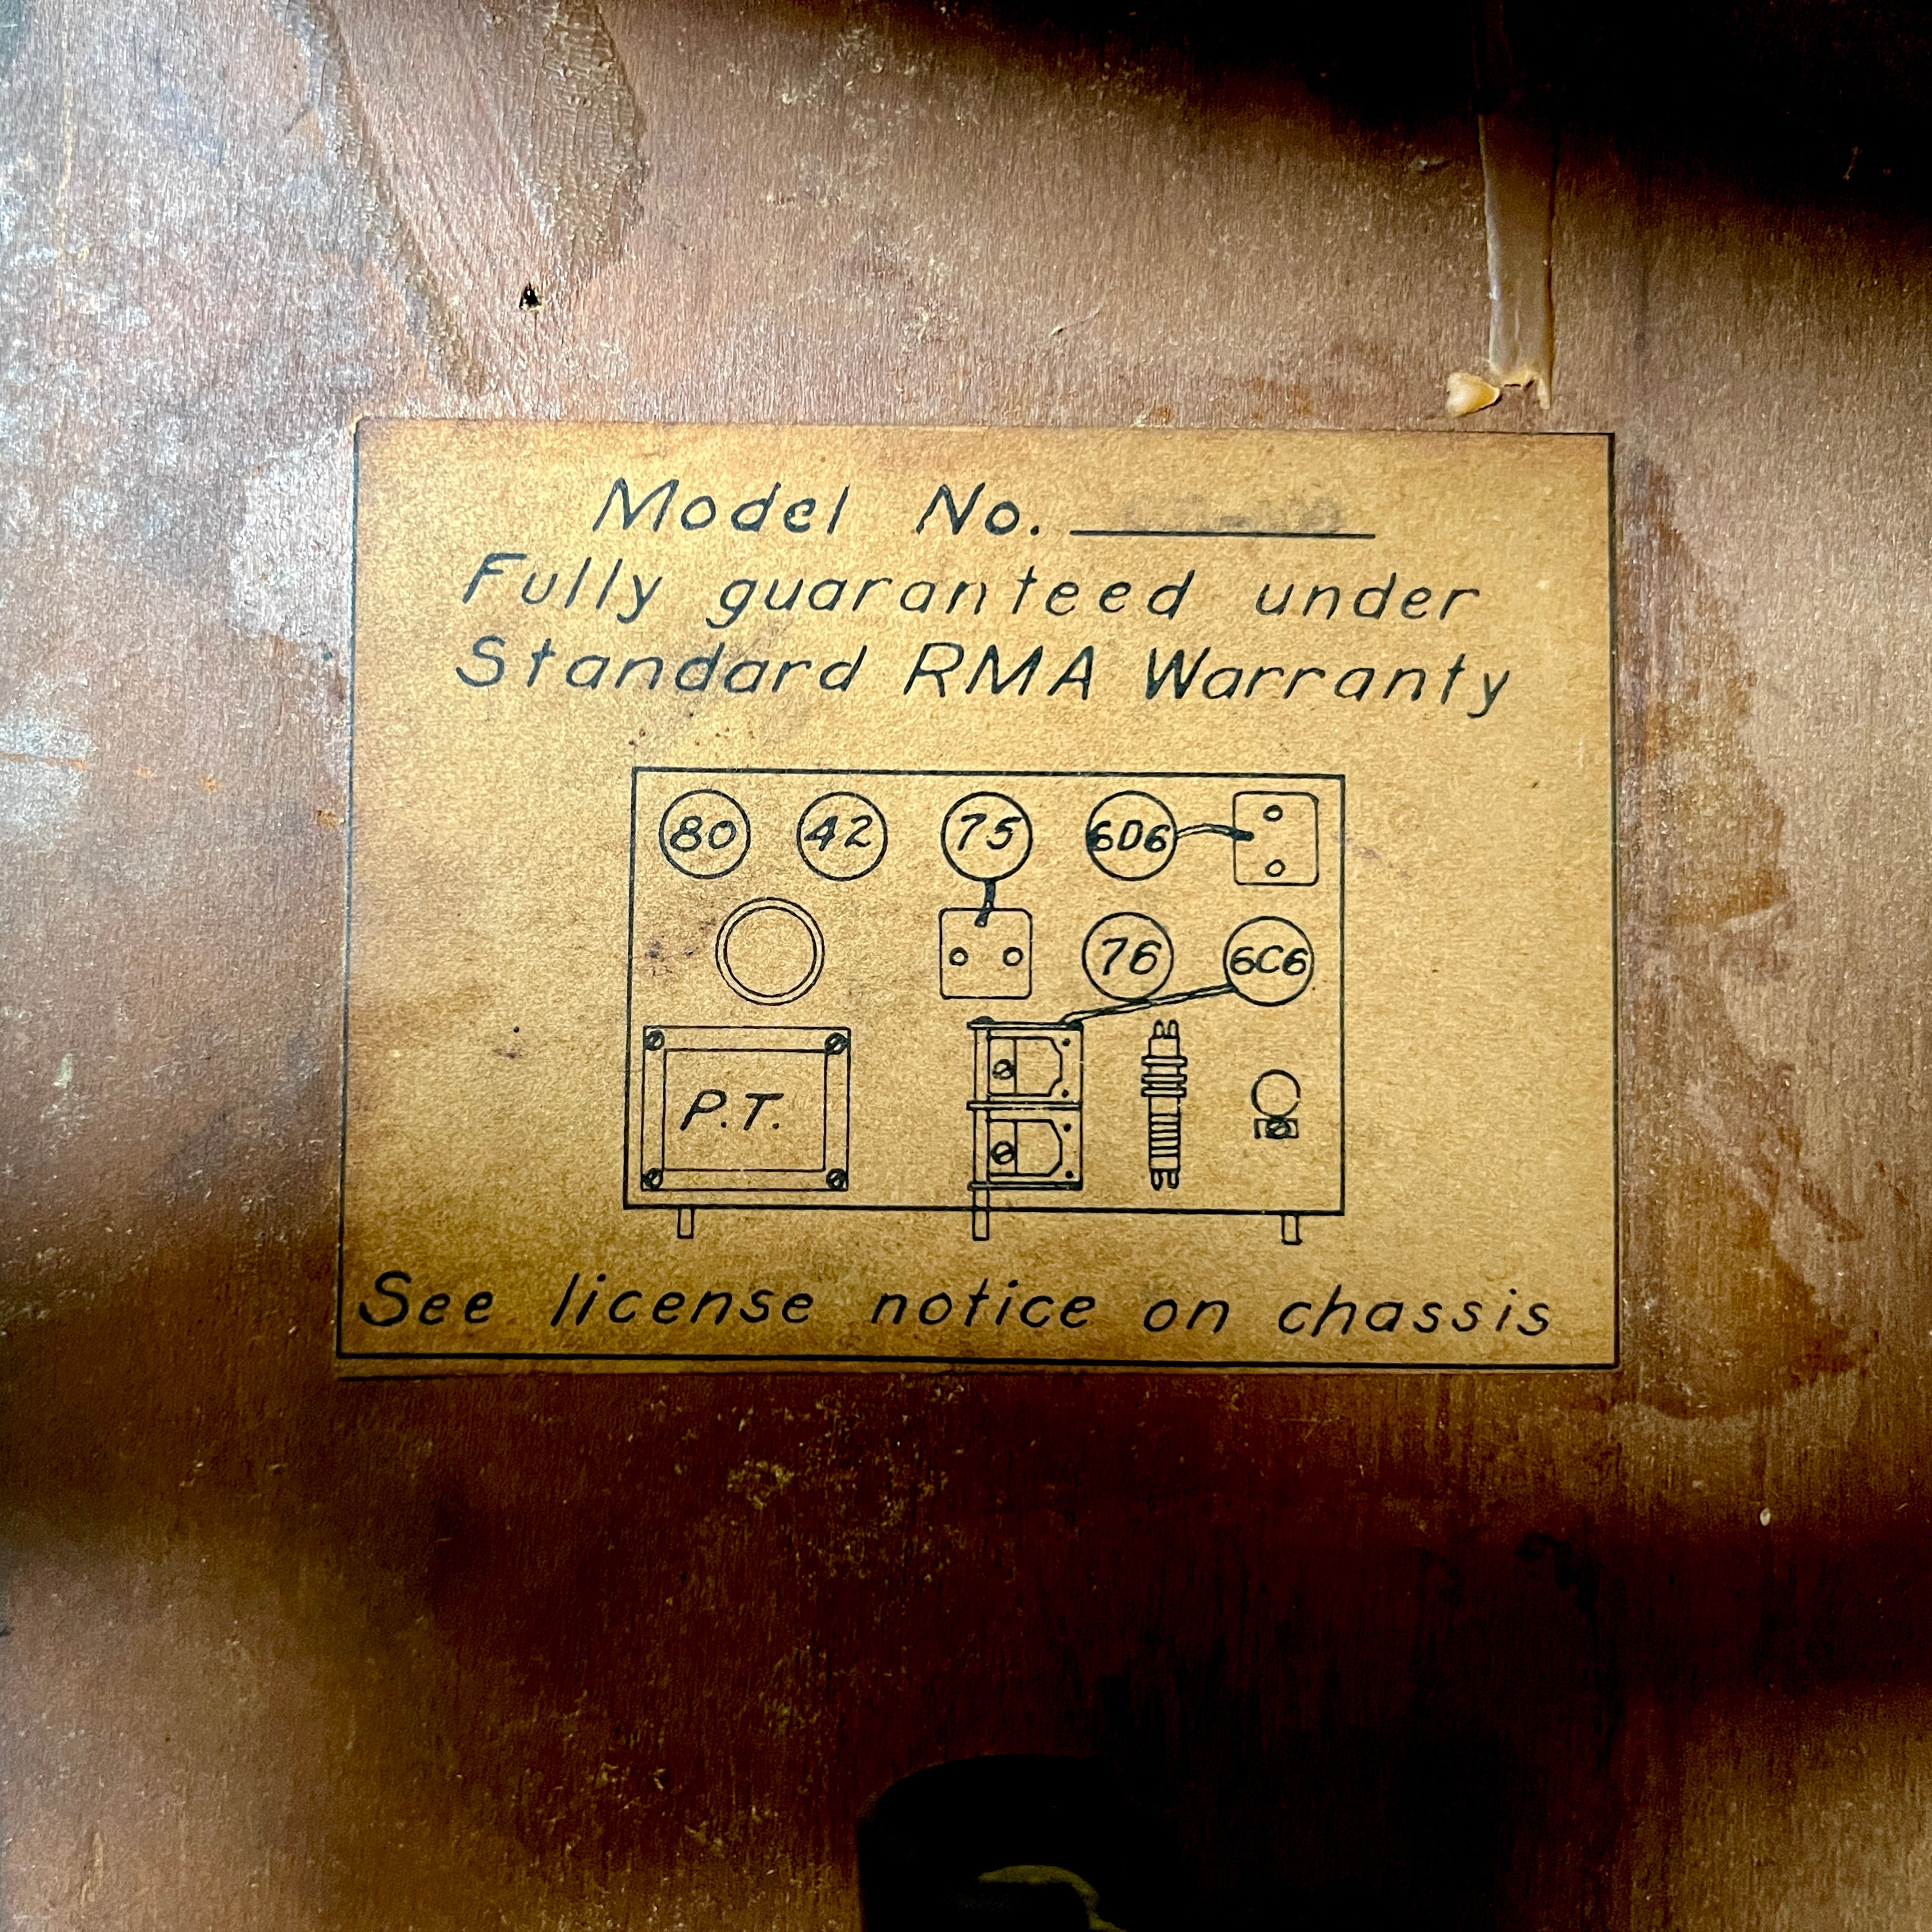 Model No.
Fully guaranteed under
Standard RMA Warranty
80 42 75 6D6
76 6C6
P.T.
See license notice on chassis